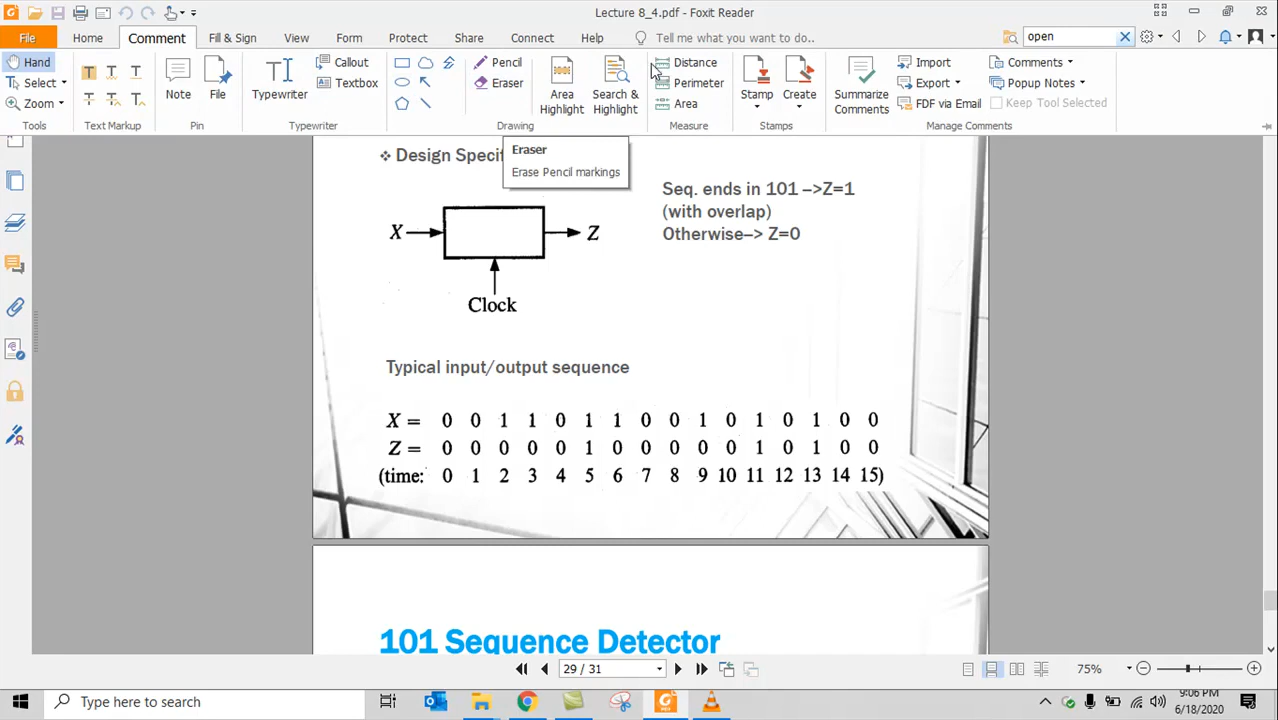 Lecture 8_4.pdf - Foxit Reader
File Home Comment Fill & Sign View Form Protect Share Connect Help Tell me what you want to do.. open
Hand
Select
Zoom
Tools
T T T
T T T
Text Markup
Note
File
Pin
Typewriter
Callout
Textbox
Typewriter
Pencil
Eraser
Area
Highlight
Search &
Highlight
Drawing
Distance
Perimeter
Area
Measure
Stamp
Create
Stamps
Summarize
Comments
Import
Export
FDF via Email
Comments
Popup Notes
Keep Tool Selected
Manage Comments
Eraser
Erase Pencil markings
❖ Design Specif
Seq. ends in 101 –>Z=1
(with overlap)
Otherwise–> Z=0
X Z
Clock
Typical input/output sequence
X = 0 0 1 1 0 1 1 0 0 1 0 1 0 1 0 0
Z = 0 0 0 0 0 1 0 0 0 0 0 1 0 1 0 0
(time: 0 1 2 3 4 5 6 7 8 9 10 11 12 13 14 15)
101 Sequence Detector
29 / 31
75%
Type here to search
9:06 PM
6/18/2020